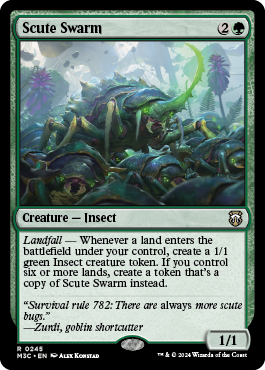 Scute Swarm 2
Creature — Insect
Landfall — Whenever a land enters the
battlefield under your control, create a 1/1
green Insect creature token. If you control
six or more lands, create a token that's a
copy of Scute Swarm instead.
“Survival rule 782: There are always more scute
bugs.”
—Zurdi, goblin shortcutter
1/1
R 0245
M3C • EN Alex Konstad
™ & © 2024 Wizards of the Coast